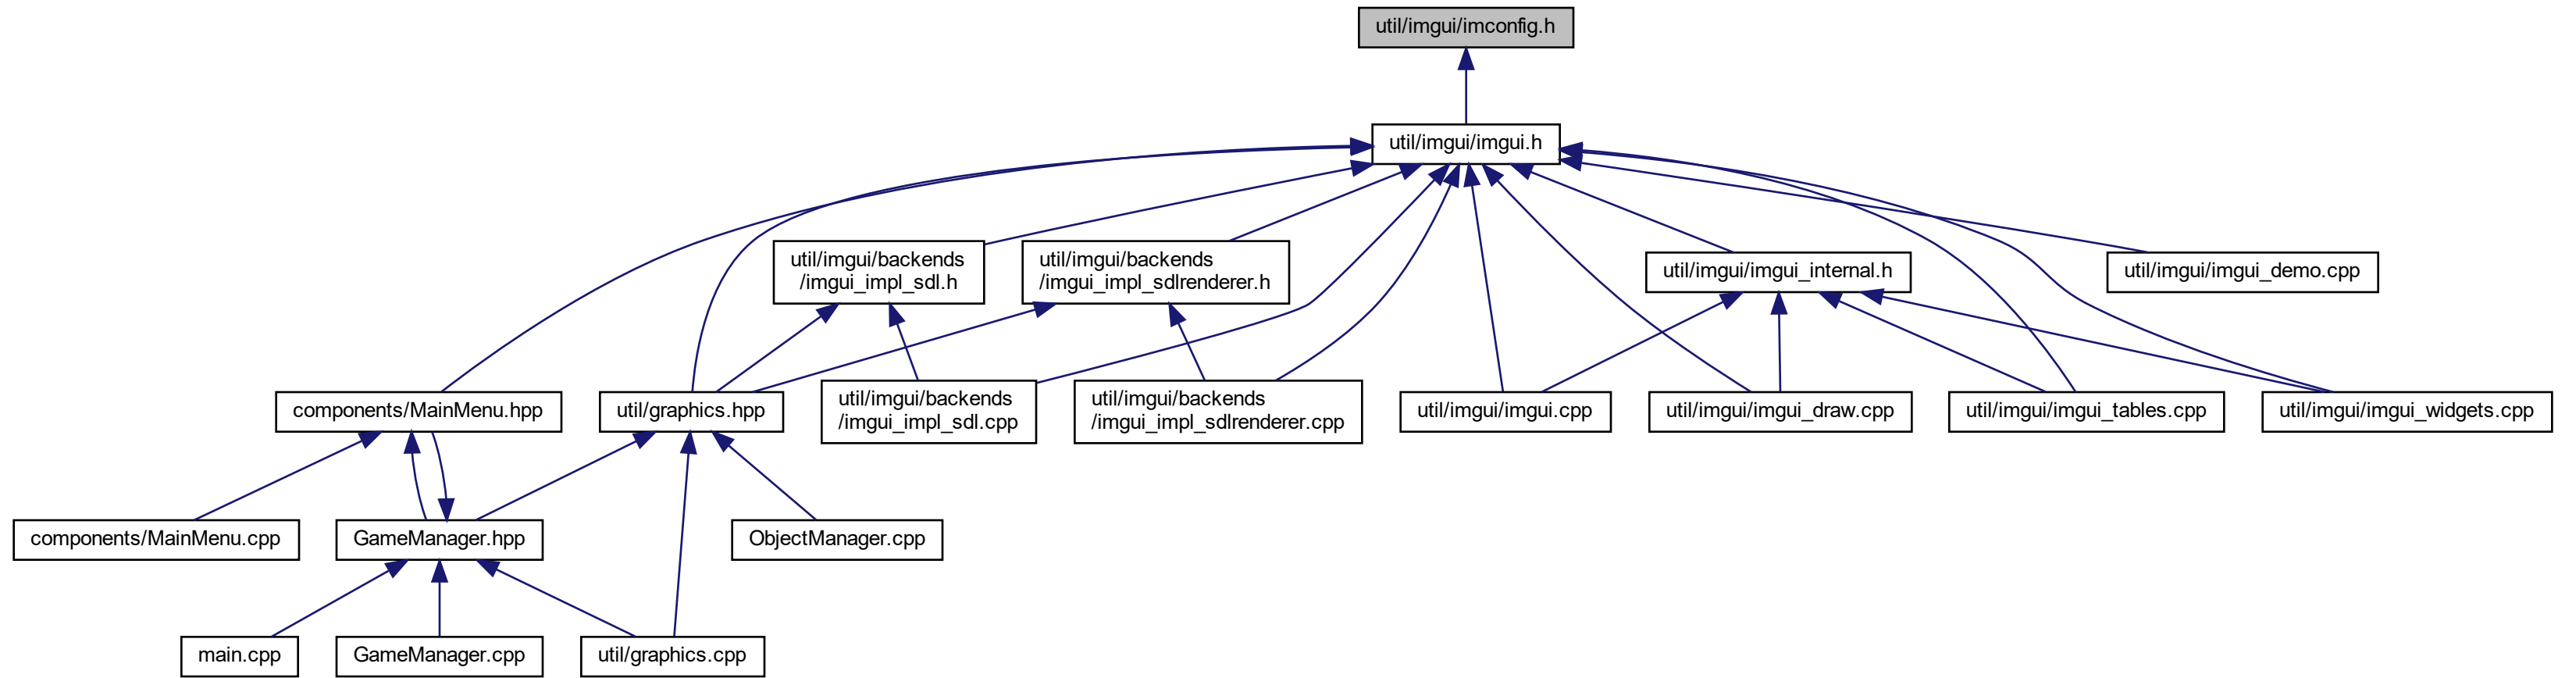 util/imgui/imconfig.h
util/imgui/imgui.h
util/imgui/backends
/imgui_impl_sdl.h
util/imgui/backends
/imgui_impl_sdlrenderer.h
util/imgui/imgui_internal.h
util/imgui/imgui_demo.cpp
components/MainMenu.hpp
util/graphics.hpp
util/imgui/backends
/imgui_impl_sdl.cpp
util/imgui/backends
/imgui_impl_sdlrenderer.cpp
util/imgui/imgui.cpp
util/imgui/imgui_draw.cpp
util/imgui/imgui_tables.cpp
util/imgui/imgui_widgets.cpp
components/MainMenu.cpp
GameManager.hpp
ObjectManager.cpp
main.cpp
GameManager.cpp
util/graphics.cpp